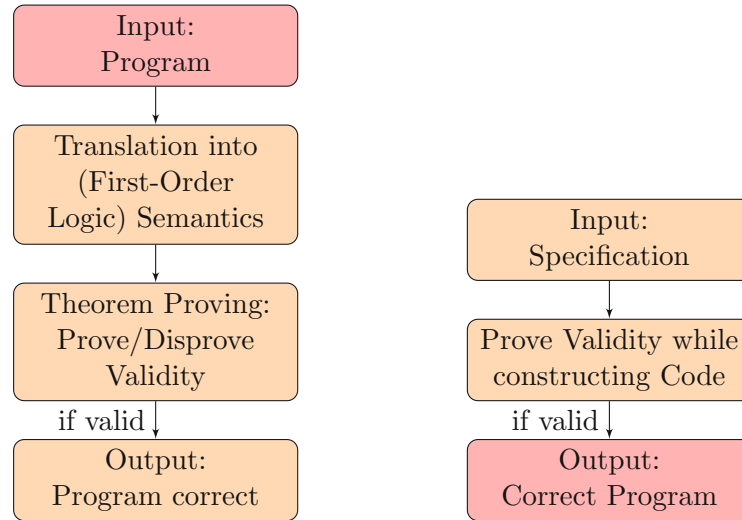 Input:
Program
Translation into
(First-Order
Logic) Semantics
Theorem Proving:
Prove/Disprove
Validity
if valid
Output:
Program correct
Input:
Specification
Prove Validity while
constructing Code
if valid
Output:
Correct Program